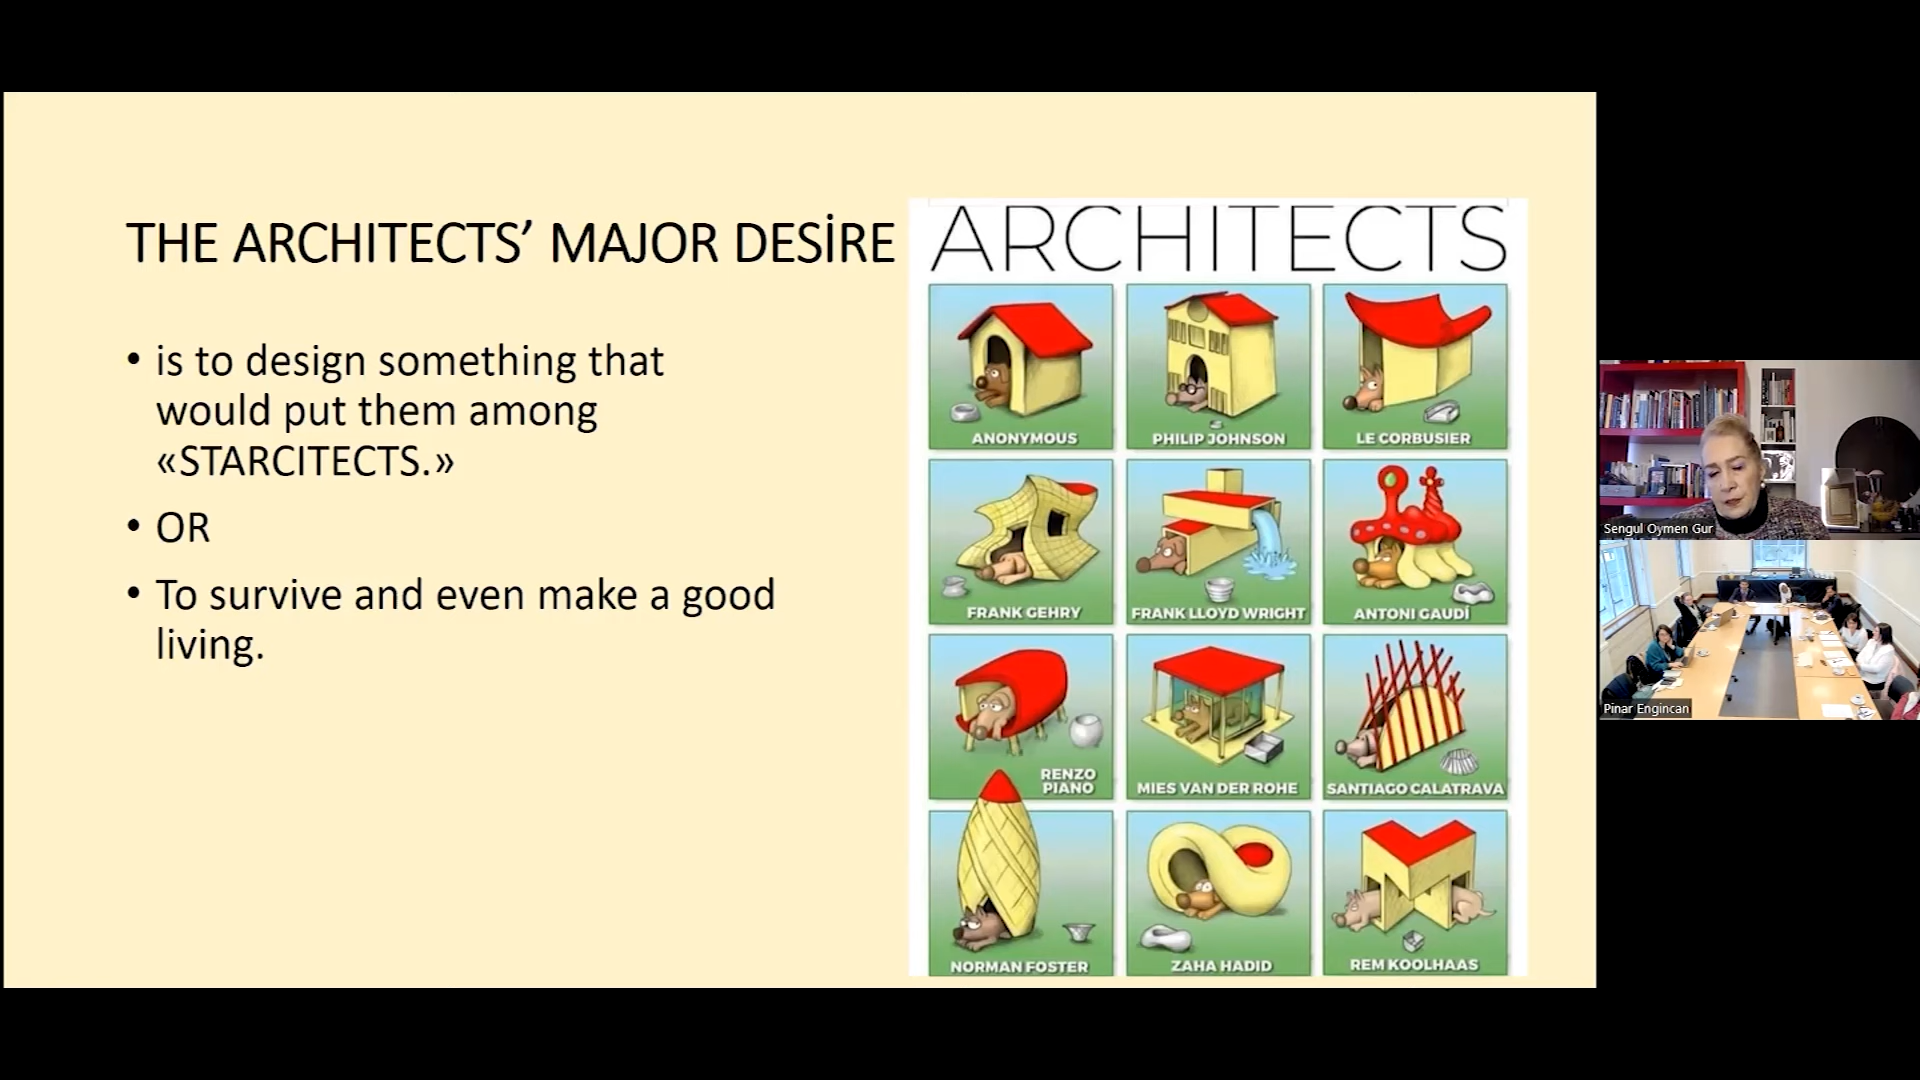 THE ARCHITECTS’ MAJOR DESİRE
• is to design something that
would put them among
«STARCITECTS.»
• OR
• To survive and even make a good
living.
ARCHITECTS
ANONYMOUS
PHILIP JOHNSON
LE CORBUSIER
FRANK GEHRY
FRANK LLOYD WRIGHT
ANTONI GAUDÍ
RENZO
PIANO
MIES VAN DER ROHE
SANTIAGO CALATRAVA
NORMAN FOSTER
ZAHA HADID
REM KOOLHAAS
Sengul Oymen Gur
Pinar Engincan